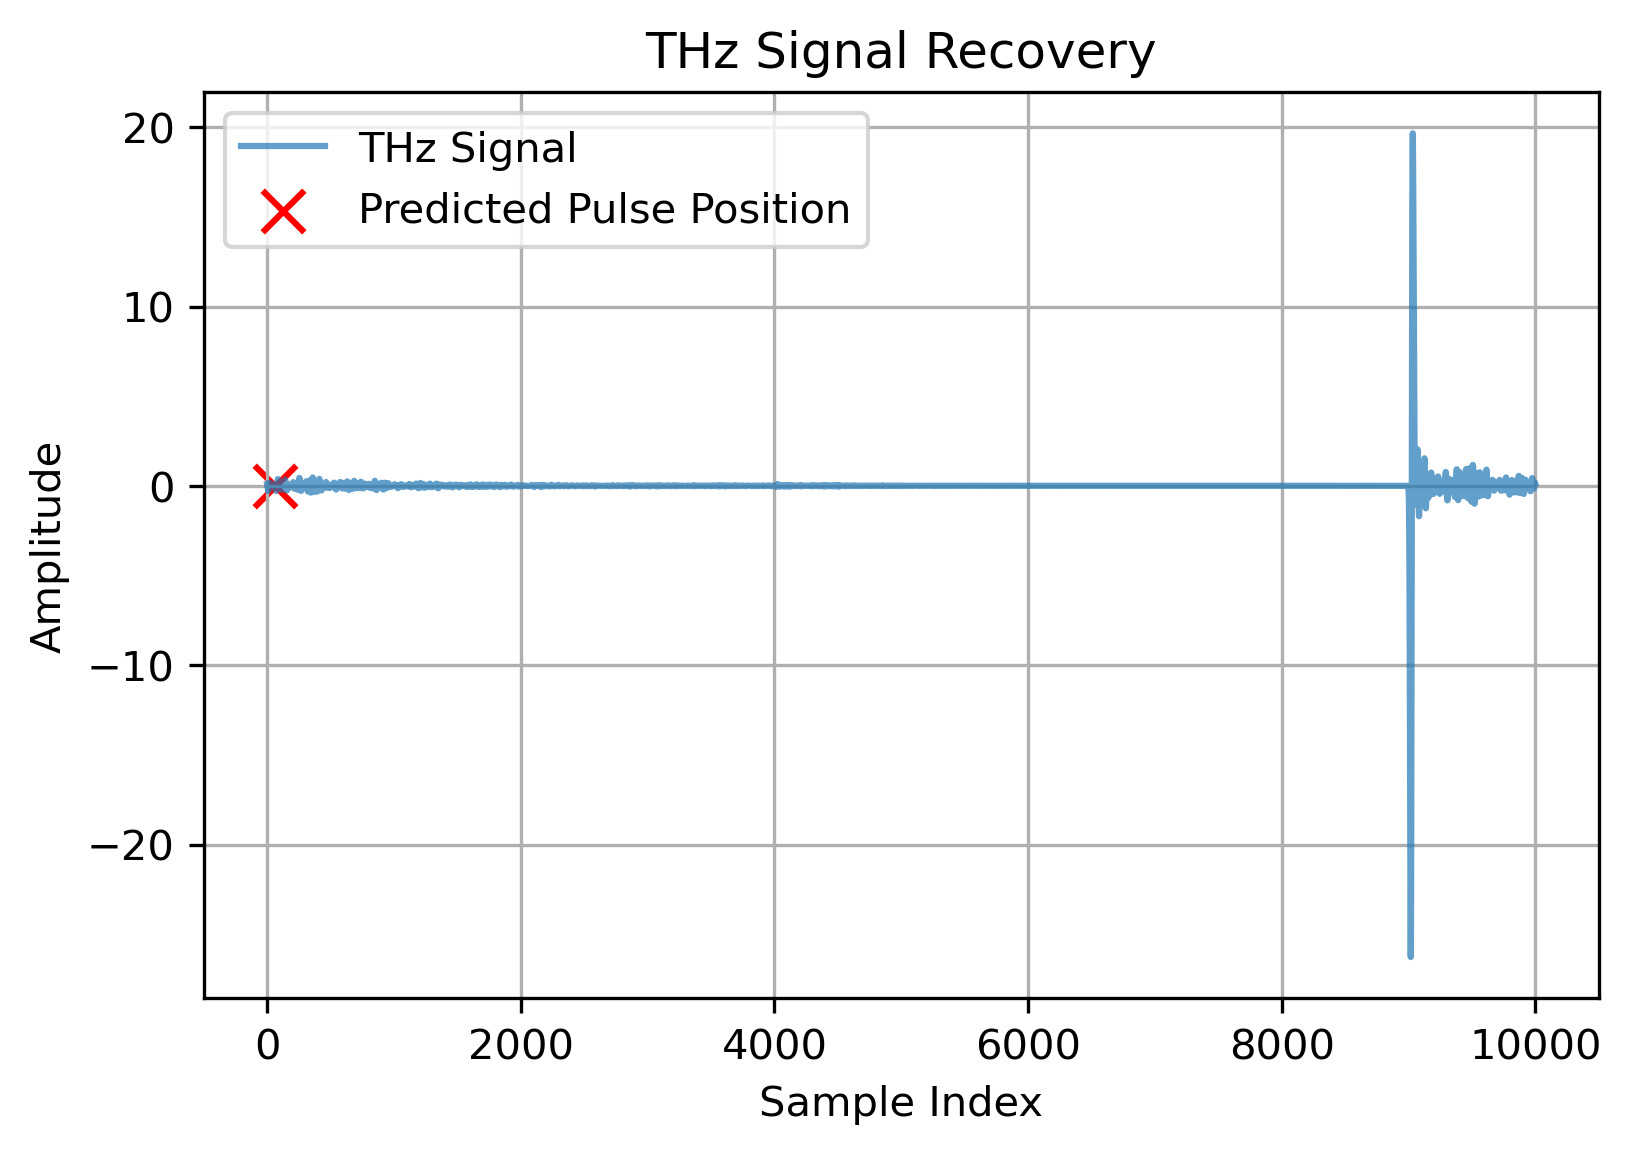 THz Signal Recovery
THz Signal
Predicted Pulse Position
20
10
0
−10
−20
Amplitude
0 2000 4000 6000 8000 10000
Sample Index